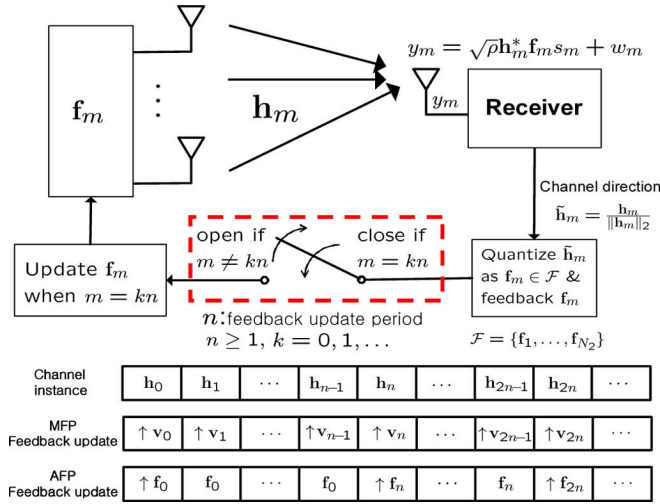 y_m = √ρh*_m f_m s_m + w_m
f_m
⋮
h_m
y_m
Receiver
Channel direction
h̃_m = h_m / ‖h_m‖_2
Update f_m
when m = kn
open if
m ≠ kn
close if
m = kn
Quantize h̃_m
as f_m ∈ F &
feedback f_m
n:feedback update period
n ≥ 1, k = 0, 1, . . .
F = {f_1, . . . , f_{N_2}}
Channel instance h_0 h_1 ··· h_{n−1} h_n ··· h_{2n−1} h_{2n} ···
MFP Feedback update ↑v_0 ↑v_1 ··· ↑v_{n−1} ↑v_n ··· ↑v_{2n−1} ↑v_{2n} ···
AFP Feedback update ↑f_0 f_0 ··· f_0 ↑f_n ··· f_n ↑f_{2n} ···